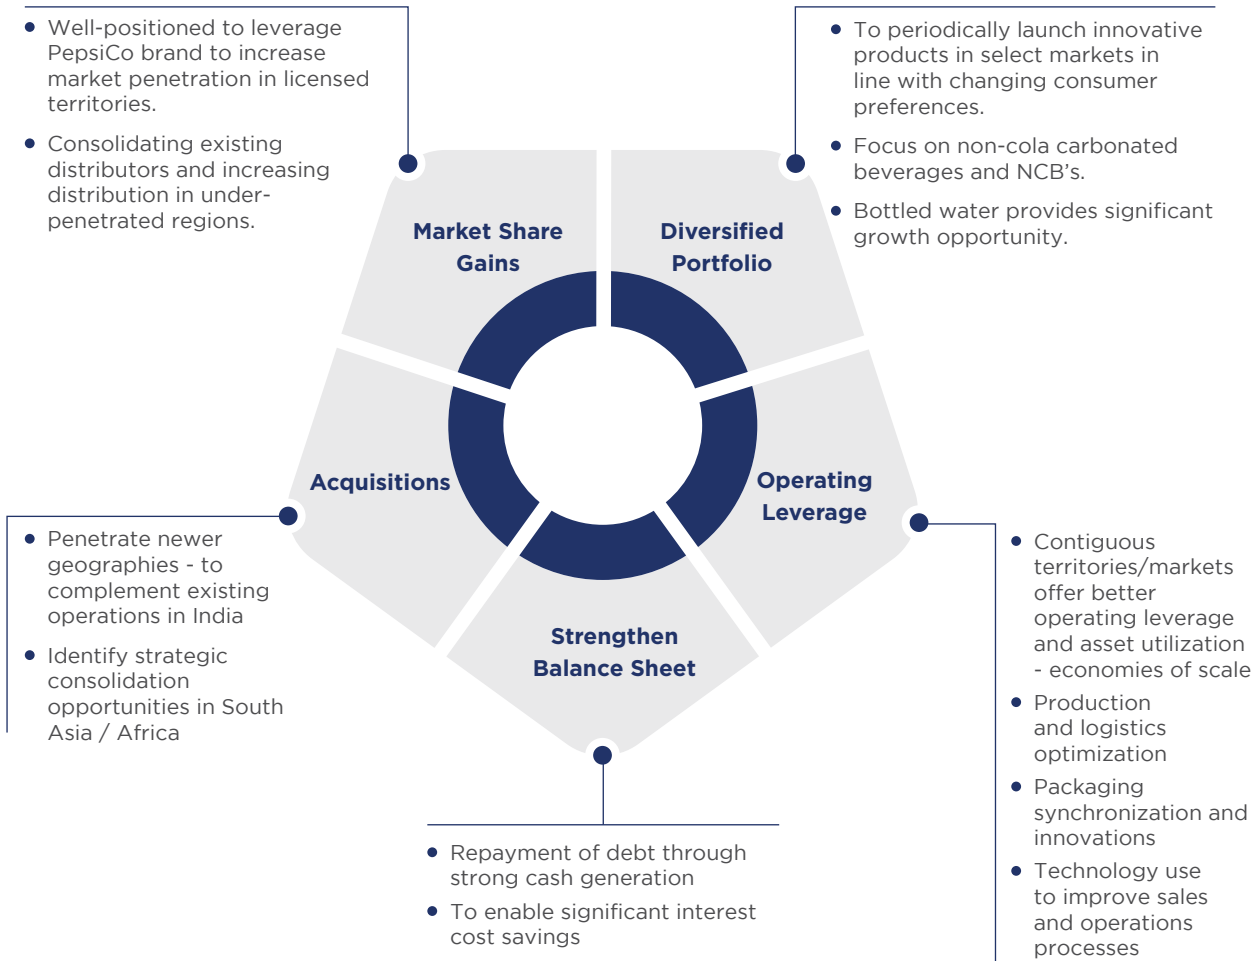 Well-positioned to leverage
PepsiCo brand to increase
market penetration in licensed
territories.
Consolidating existing
distributors and increasing
distribution in under-
penetrated regions.
To periodically launch innovative
products in select markets in
line with changing consumer
preferences.
Focus on non-cola carbonated
beverages and NCB's.
Bottled water provides significant
growth opportunity.
Market Share
Gains
Diversified
Portfolio
Acquisitions
Operating
Leverage
Strengthen
Balance Sheet
Penetrate newer
geographies - to
complement existing
operations in India
Identify strategic
consolidation
opportunities in South
Asia / Africa
Contiguous
territories/markets
offer better
operating leverage
and asset utilization
- economies of scale
Production
and logistics
optimization
Packaging
synchronization and
innovations
Technology use
to improve sales
and operations
processes
Repayment of debt through
strong cash generation
To enable significant interest
cost savings